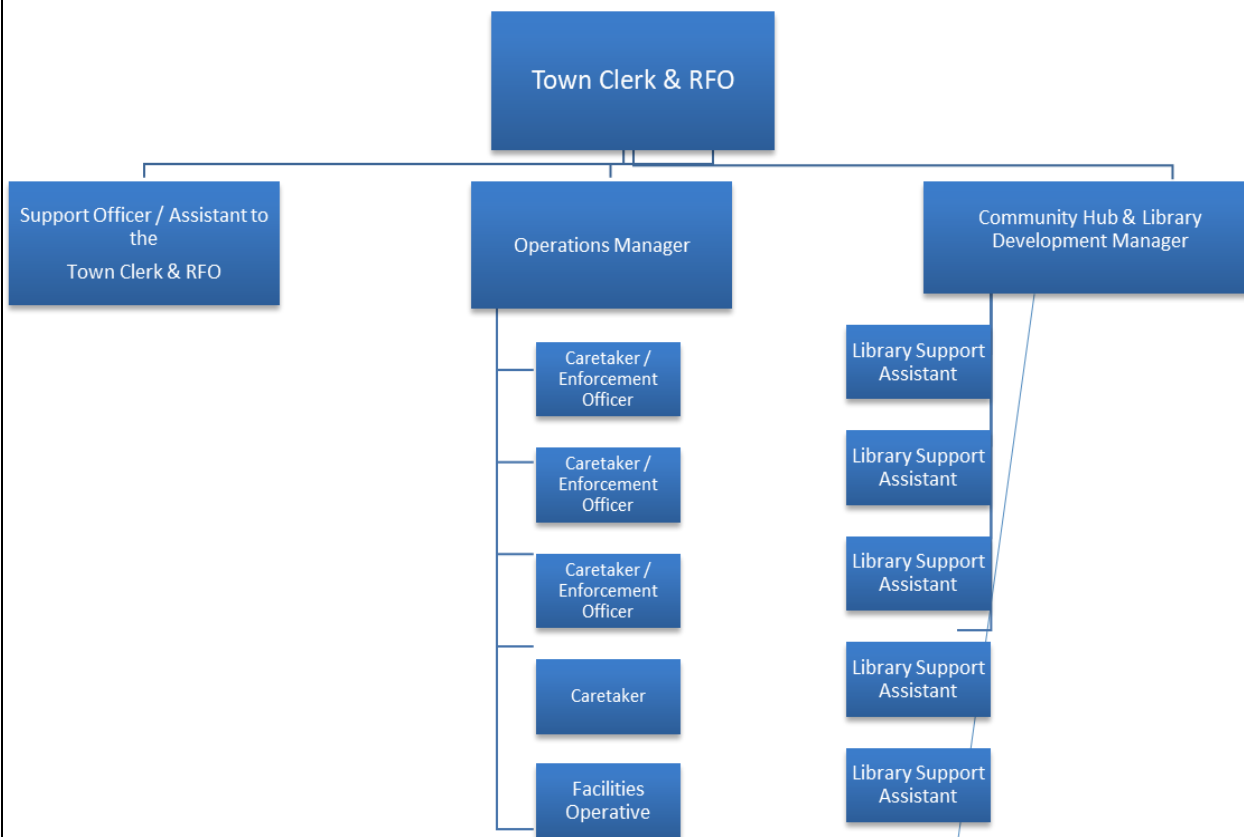 Town Clerk & RFO
Support Officer / Assistant to
the
Town Clerk & RFO
Operations Manager
Community Hub & Library
Development Manager
Caretaker /
Enforcement
Officer
Caretaker /
Enforcement
Officer
Caretaker /
Enforcement
Officer
Caretaker
Facilities
Operative
Library Support
Assistant
Library Support
Assistant
Library Support
Assistant
Library Support
Assistant
Library Support
Assistant